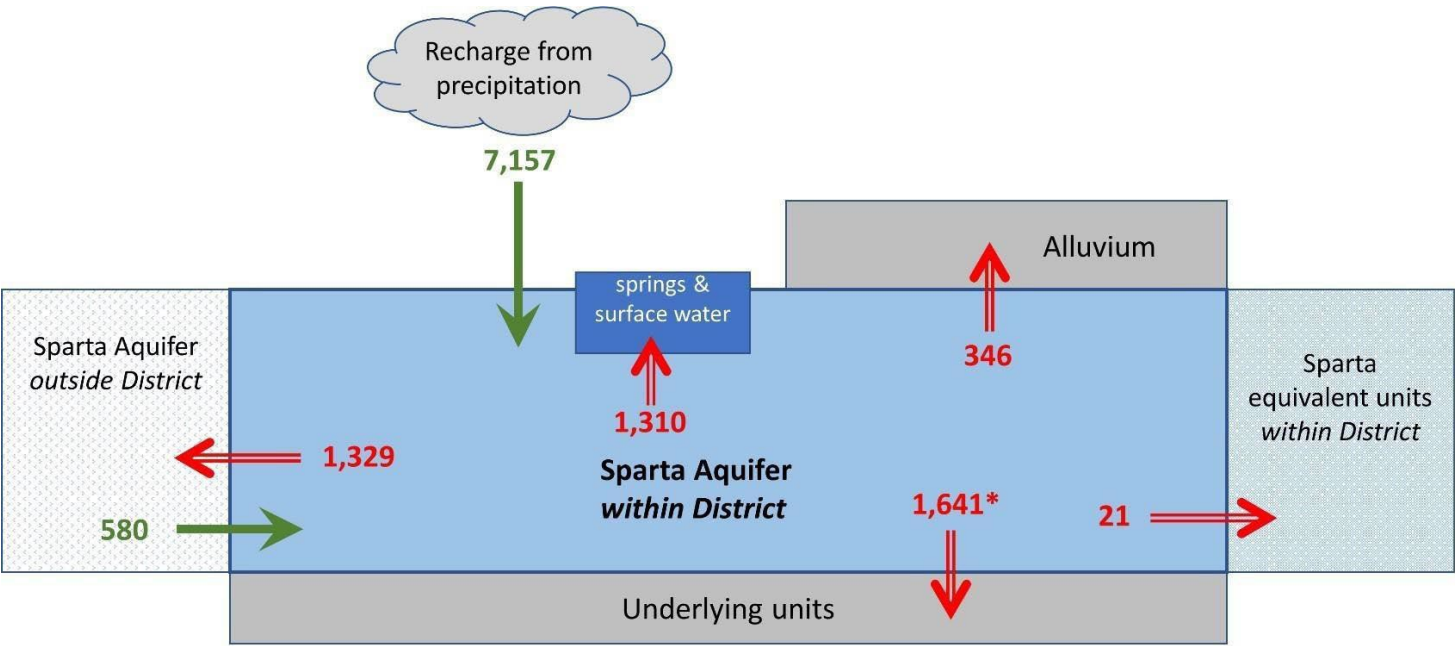 Recharge from
precipitation
7,157
Alluvium
springs &
surface water
346
Sparta Aquifer
outside District
Sparta
equivalent units
within District
1,310
1,329
Sparta Aquifer
within District
1,641*
21
580
Underlying units